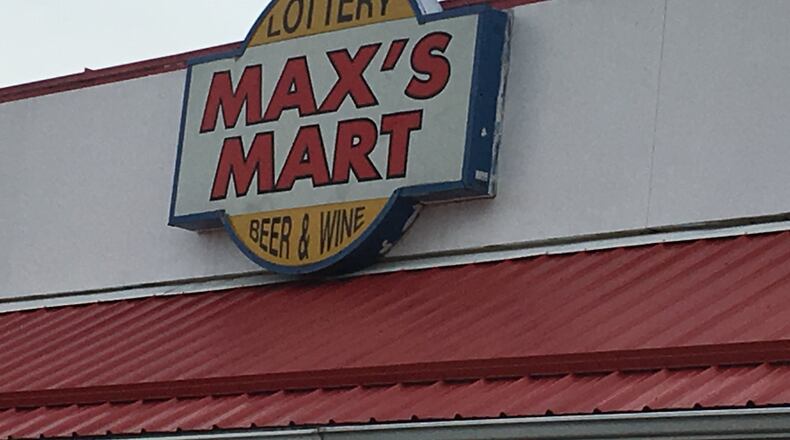 LOTTERY
MAX'S
MART
BEER & WINE